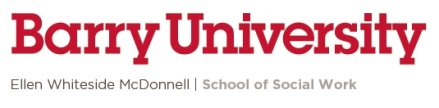 Barry University
Ellen Whiteside McDonnell | School of Social Work